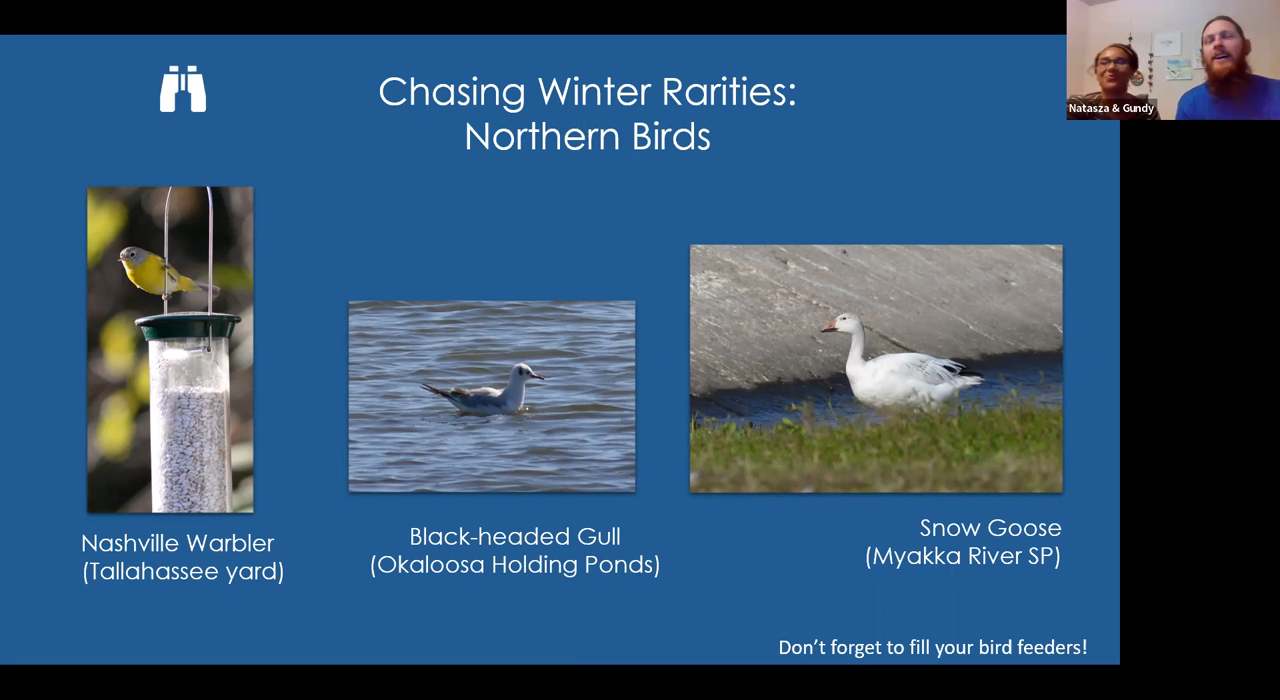 Chasing Winter Rarities:
Northern Birds
Natasza & Gundy
Nashville Warbler
(Tallahassee yard)
Black-headed Gull
(Okaloosa Holding Ponds)
Snow Goose
(Myakka River SP)
Don't forget to fill your bird feeders!